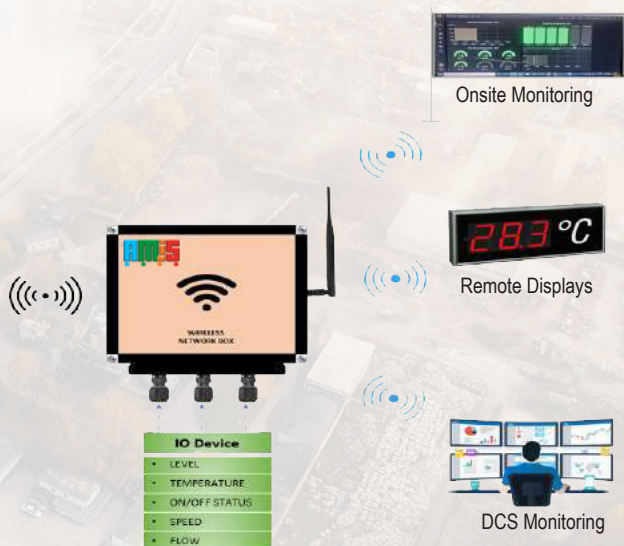 Onsite Monitoring
28.3 °C
Remote Displays
AMiS
WIRELESS
NETWORK BOX
IO Device
• LEVEL
• TEMPERATURE
• ON/OFF STATUS
• SPEED
• FLOW
DCS Monitoring